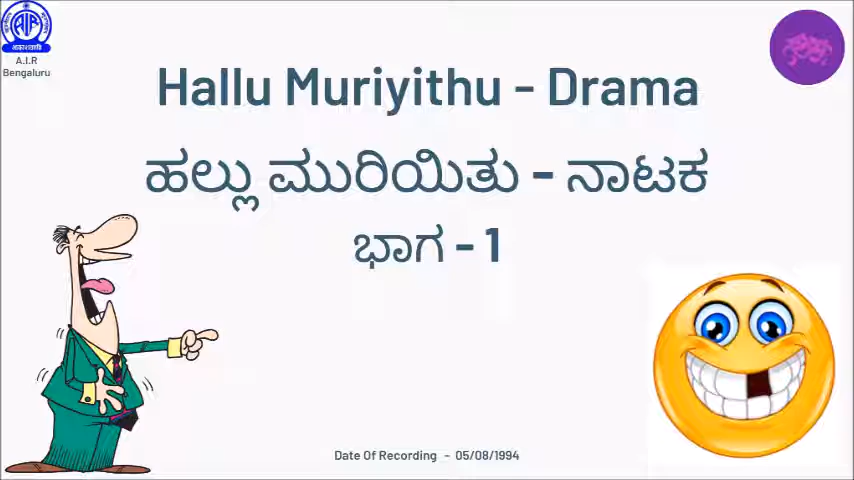 A.I.R
Bengaluru
Hallu Muriyithu - Drama
ಹಲ್ಲು ಮುರಿಯಿತು - ನಾಟಕ
ಭಾಗ - 1
Date Of Recording - 05/08/1994